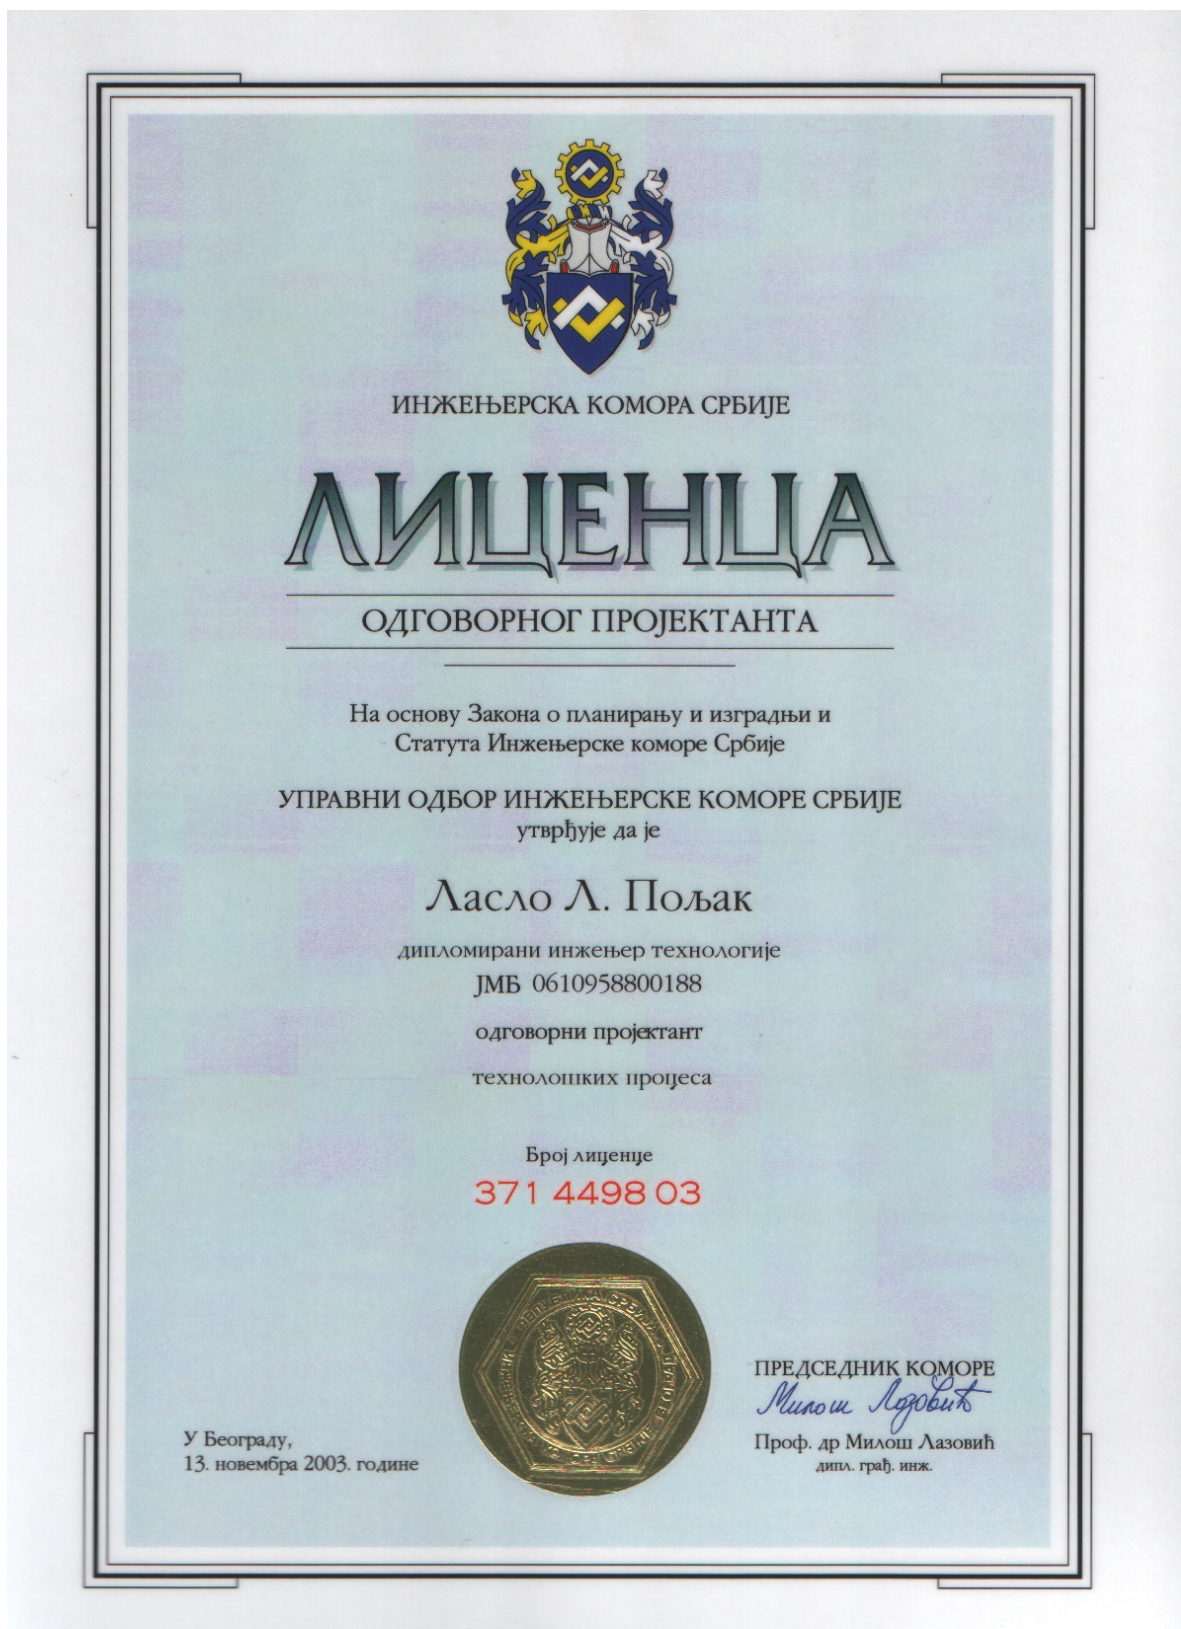 ИНЖЕЊЕРСКА КОМОРА СРБИЈЕ
ЛИЦЕНЦА
ОДГОВОРНОГ ПРОЈЕКТАНТА
На основу Закона о планирању и изградњи и
Статута Инжењерске коморе Србије
УПРАВНИ ОДБОР ИНЖЕЊЕРСКЕ КОМОРЕ СРБИЈЕ
утврђује да је
Ласло Л. Пољак
дипломирани инжењер технологије
ЈМБ 0610958800188
одговорни пројектант
технолошких процеса
Број лиценце
371 4498 03
РЕПУБЛИКА СРБИЈА
ПРЕДСЕДНИК КОМОРЕ
Милош Лазовић
Проф. др Милош Лазовић
дипл. грађ. инж.
У Београду,
13. новембра 2003. године